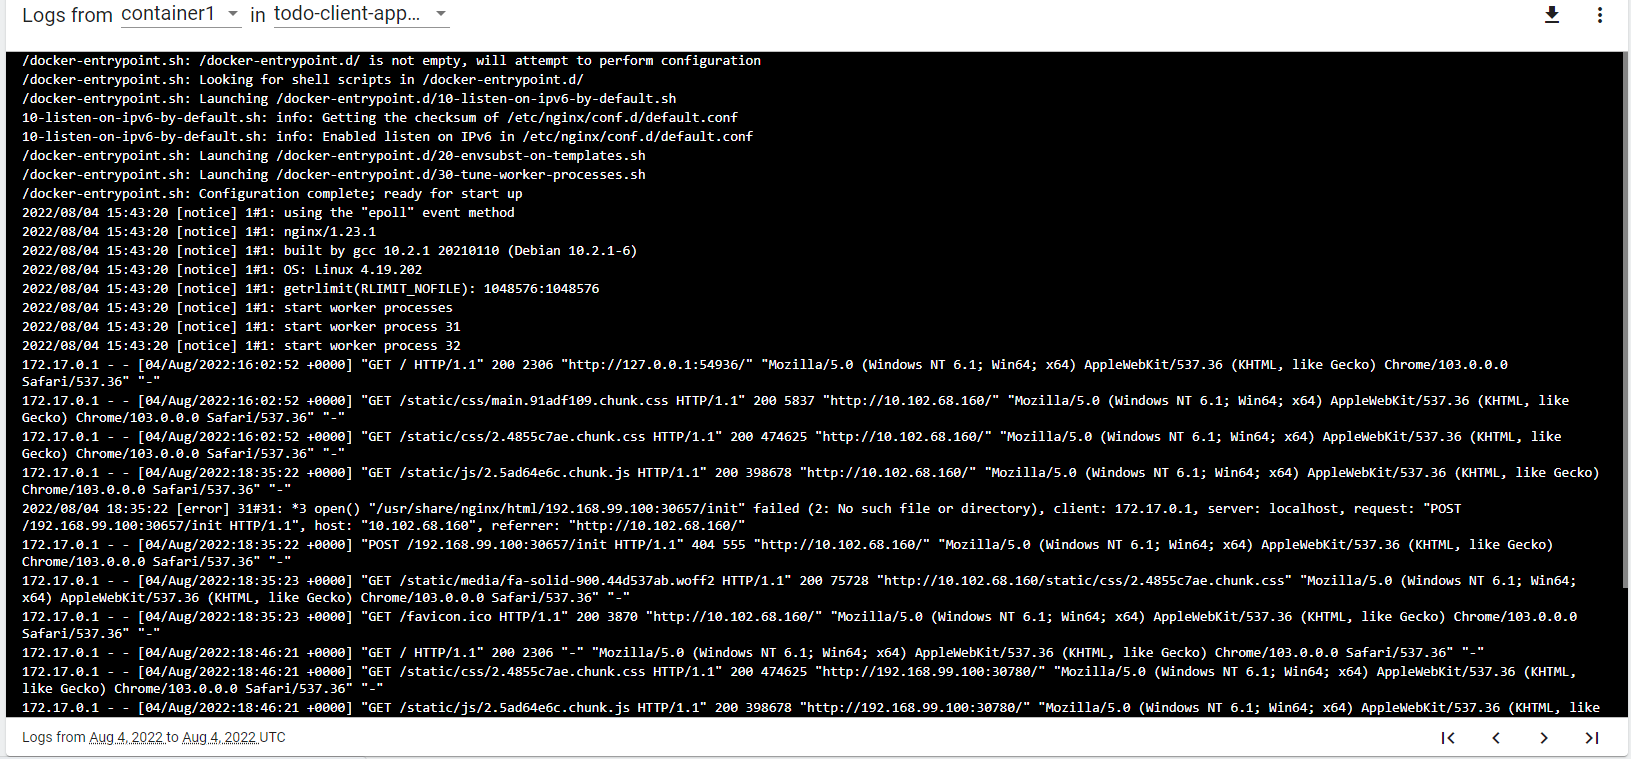 Logs from container1 in todo-client-app...
/docker-entrypoint.sh: /docker-entrypoint.d/ is not empty, will attempt to perform configuration
/docker-entrypoint.sh: Looking for shell scripts in /docker-entrypoint.d/
/docker-entrypoint.sh: Launching /docker-entrypoint.d/10-listen-on-ipv6-by-default.sh
10-listen-on-ipv6-by-default.sh: info: Getting the checksum of /etc/nginx/conf.d/default.conf
10-listen-on-ipv6-by-default.sh: info: Enabled listen on IPv6 in /etc/nginx/conf.d/default.conf
/docker-entrypoint.sh: Launching /docker-entrypoint.d/20-envsubst-on-templates.sh
/docker-entrypoint.sh: Launching /docker-entrypoint.d/30-tune-worker-processes.sh
/docker-entrypoint.sh: Configuration complete; ready for start up
2022/08/04 15:43:20 [notice] 1#1: using the "epoll" event method
2022/08/04 15:43:20 [notice] 1#1: nginx/1.23.1
2022/08/04 15:43:20 [notice] 1#1: built by gcc 10.2.1 20210110 (Debian 10.2.1-6)
2022/08/04 15:43:20 [notice] 1#1: OS: Linux 4.19.202
2022/08/04 15:43:20 [notice] 1#1: getrlimit(RLIMIT_NOFILE): 1048576:1048576
2022/08/04 15:43:20 [notice] 1#1: start worker processes
2022/08/04 15:43:20 [notice] 1#1: start worker process 31
2022/08/04 15:43:20 [notice] 1#1: start worker process 32
172.17.0.1 - - [04/Aug/2022:16:02:52 +0000] "GET / HTTP/1.1" 200 2306 "http://127.0.0.1:54936/" "Mozilla/5.0 (Windows NT 6.1; Win64; x64) AppleWebKit/537.36 (KHTML, like Gecko) Chrome/103.0.0.0
Safari/537.36" "-"
172.17.0.1 - - [04/Aug/2022:16:02:52 +0000] "GET /static/css/main.91adf109.chunk.css HTTP/1.1" 200 5837 "http://10.102.68.160/" "Mozilla/5.0 (Windows NT 6.1; Win64; x64) AppleWebKit/537.36 (KHTML, like
Gecko) Chrome/103.0.0.0 Safari/537.36" "-"
172.17.0.1 - - [04/Aug/2022:16:02:52 +0000] "GET /static/css/2.4855c7ae.chunk.css HTTP/1.1" 200 474625 "http://10.102.68.160/" "Mozilla/5.0 (Windows NT 6.1; Win64; x64) AppleWebKit/537.36 (KHTML, like
Gecko) Chrome/103.0.0.0 Safari/537.36" "-"
172.17.0.1 - - [04/Aug/2022:18:35:22 +0000] "GET /static/js/2.5ad64e6c.chunk.js HTTP/1.1" 200 398678 "http://10.102.68.160/" "Mozilla/5.0 (Windows NT 6.1; Win64; x64) AppleWebKit/537.36 (KHTML, like Gecko)
Chrome/103.0.0.0 Safari/537.36" "-"
2022/08/04 18:35:22 [error] 31#31: *3 open() "/usr/share/nginx/html/192.168.99.100:30657/init" failed (2: No such file or directory), client: 172.17.0.1, server: localhost, request: "POST
/192.168.99.100:30657/init HTTP/1.1", host: "10.102.68.160", referrer: "http://10.102.68.160/"
172.17.0.1 - - [04/Aug/2022:18:35:22 +0000] "POST /192.168.99.100:30657/init HTTP/1.1" 404 555 "http://10.102.68.160/" "Mozilla/5.0 (Windows NT 6.1; Win64; x64) AppleWebKit/537.36 (KHTML, like Gecko)
Chrome/103.0.0.0 Safari/537.36" "-"
172.17.0.1 - - [04/Aug/2022:18:35:23 +0000] "GET /static/media/fa-solid-900.44d537ab.woff2 HTTP/1.1" 200 75728 "http://10.102.68.160/static/css/2.4855c7ae.chunk.css" "Mozilla/5.0 (Windows NT 6.1; Win64;
x64) AppleWebKit/537.36 (KHTML, like Gecko) Chrome/103.0.0.0 Safari/537.36" "-"
172.17.0.1 - - [04/Aug/2022:18:35:23 +0000] "GET /favicon.ico HTTP/1.1" 200 3870 "http://10.102.68.160/" "Mozilla/5.0 (Windows NT 6.1; Win64; x64) AppleWebKit/537.36 (KHTML, like Gecko) Chrome/103.0.0.0
Safari/537.36" "-"
172.17.0.1 - - [04/Aug/2022:18:46:21 +0000] "GET / HTTP/1.1" 200 2306 "-" "Mozilla/5.0 (Windows NT 6.1; Win64; x64) AppleWebKit/537.36 (KHTML, like Gecko) Chrome/103.0.0.0 Safari/537.36" "-"
172.17.0.1 - - [04/Aug/2022:18:46:21 +0000] "GET /static/css/2.4855c7ae.chunk.css HTTP/1.1" 200 474625 "http://192.168.99.100:30780/" "Mozilla/5.0 (Windows NT 6.1; Win64; x64) AppleWebKit/537.36 (KHTML,
like Gecko) Chrome/103.0.0.0 Safari/537.36" "-"
172.17.0.1 - - [04/Aug/2022:18:46:21 +0000] "GET /static/js/2.5ad64e6c.chunk.js HTTP/1.1" 200 398678 "http://192.168.99.100:30780/" "Mozilla/5.0 (Windows NT 6.1; Win64; x64) AppleWebKit/537.36 (KHTML, like
Logs from Aug 4, 2022 to Aug 4, 2022 UTC